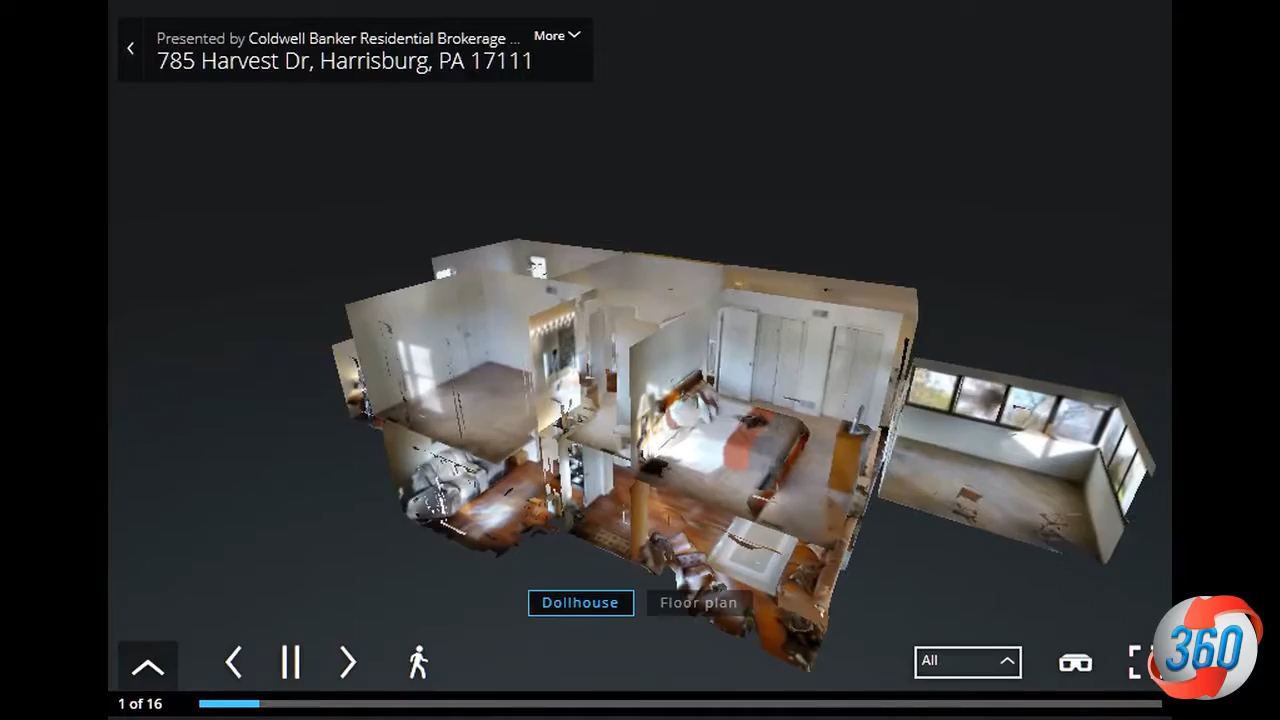 Presented by Coldwell Banker Residential Brokerage ... More
785 Harvest Dr, Harrisburg, PA 17111
Dollhouse Floor plan
All
360
1 of 16